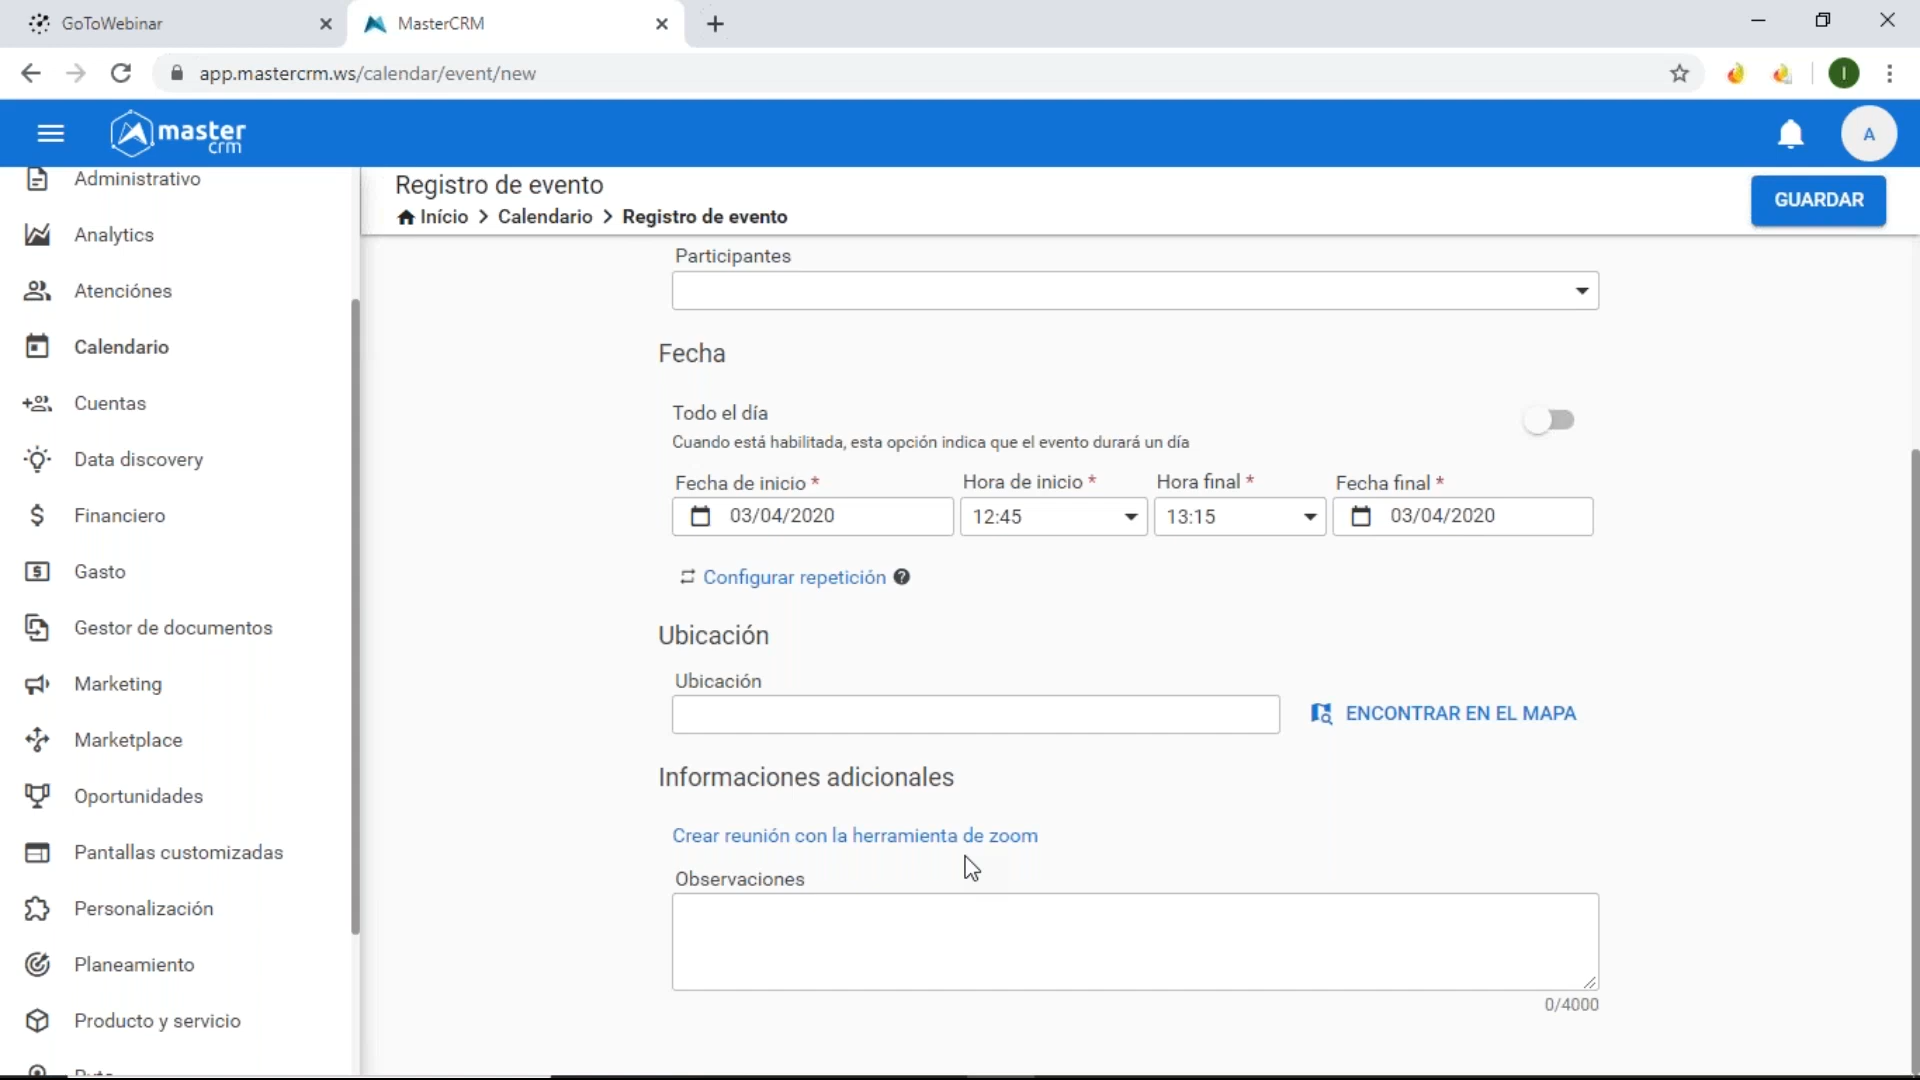 GoToWebinar
MasterCRM
app.mastercrm.ws/calendar/event/new
I
master
crm
A
Administrativo
Analytics
Atenciónes
Calendario
Cuentas
Data discovery
Financiero
Gasto
Gestor de documentos
Marketing
Marketplace
Oportunidades
Pantallas customizadas
Personalización
Planeamiento
Producto y servicio
Registro de evento
Início > Calendario > Registro de evento
GUARDAR
Participantes
Fecha
Todo el día
Cuando está habilitada, esta opción indica que el evento durará un día
Fecha de inicio * Hora de inicio * Hora final * Fecha final *
03/04/2020 12:45 13:15 03/04/2020
Configurar repetición ?
Ubicación
Ubicación
ENCONTRAR EN EL MAPA
Informaciones adicionales
Crear reunión con la herramienta de zoom
Observaciones
0/4000